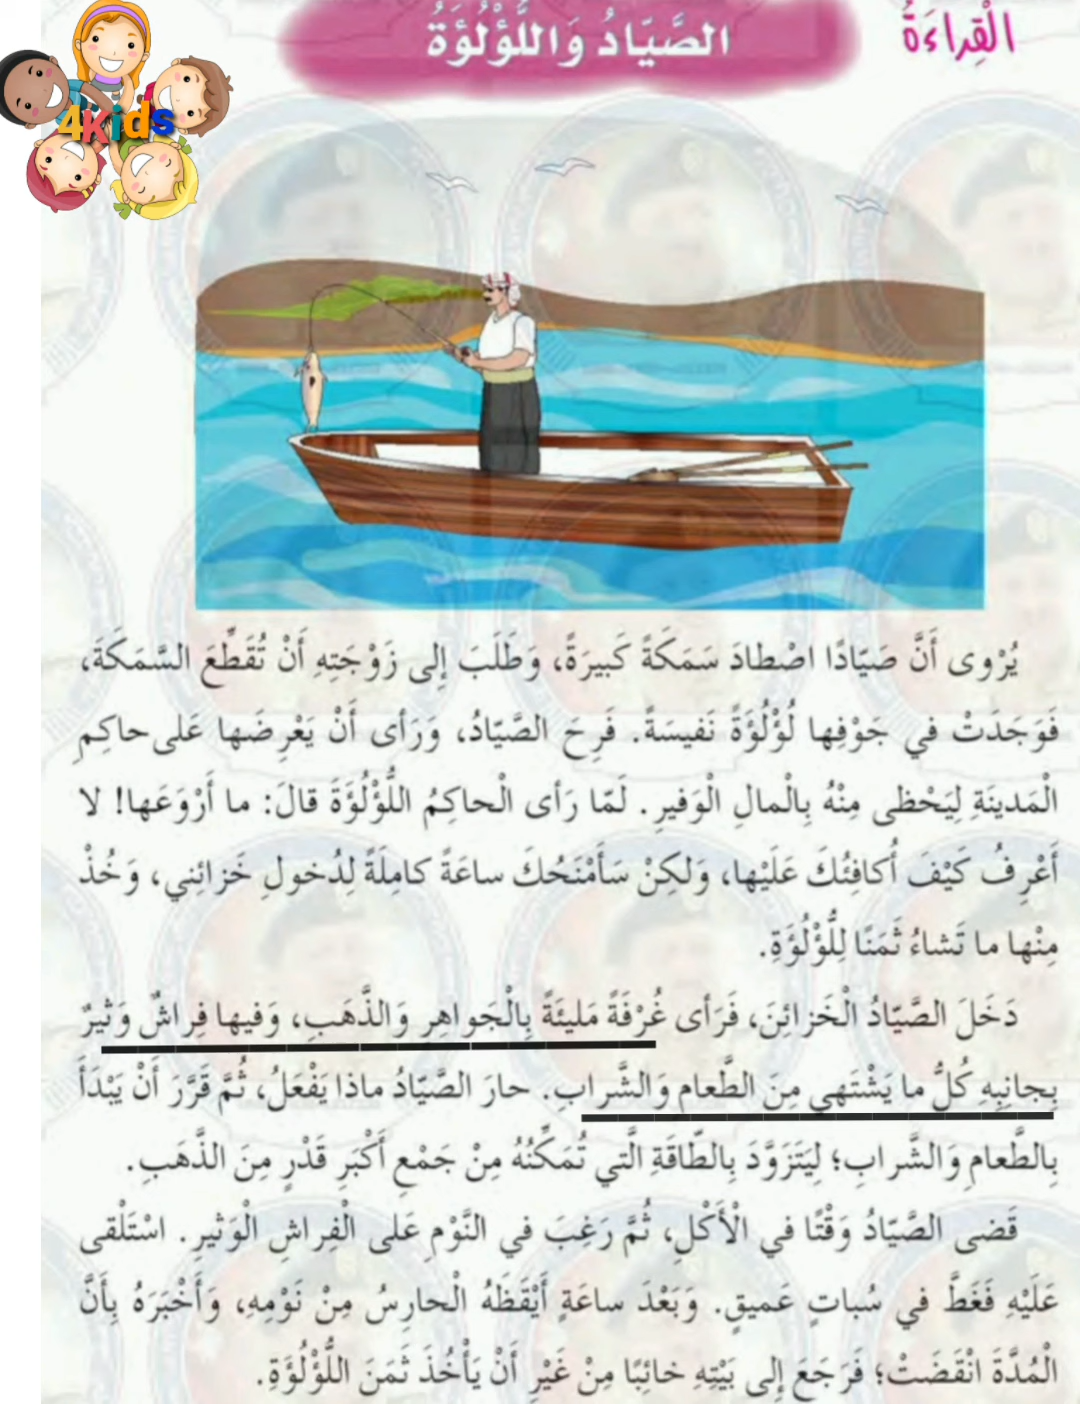 الْقِراءَةُ
الصَّيّادُ وَاللُّؤْلُؤَةُ
4kids
يُرْوى أَنَّ صَيّادًا اصْطادَ سَمَكَةً كَبيرَةً، وَطَلَبَ إِلى زَوْجَتِهِ أَنْ تُقَطِّعَ السَّمَكَةَ،
فَوَجَدَتْ في جَوْفِها لُؤْلُؤَةً نَفيسَةً. فَرِحَ الصَّيّادُ، وَرَأى أَنْ يَعْرِضَها عَلى حاكِمِ
الْمَدينَةِ لِيَحْظى مِنْهُ بِالْمالِ الْوَفيرِ. لَمّا رَأى الْحاكِمُ اللُّؤْلُؤَةَ قالَ: ما أَرْوَعَها! لا
أَعْرِفُ كَيْفَ أُكافِئُكَ عَلَيْها، وَلكِنْ سَأَمْنَحُكَ ساعَةً كامِلَةً لِدُخولِ خَزائِني، وَخُذْ
مِنْها ما تَشاءُ ثَمَنًا لِلُّؤْلُؤَةِ.
دَخَلَ الصَّيّادُ الْخَزائِنَ، فَرَأى غُرْفَةً مَليئَةً بِالْجَواهِرِ وَالذَّهَبِ، وَفيها فِراشٌ وَثيرٌ
بِجانِبِهِ كُلُّ ما يَشْتَهي مِنَ الطَّعامِ وَالشَّرابِ. حارَ الصَّيّادُ ماذا يَفْعَلُ، ثُمَّ قَرَّرَ أَنْ يَبْدَأَ
بِالطَّعامِ وَالشَّرابِ؛ لِيَتَزَوَّدَ بِالطّاقَةِ الَّتي تُمَكِّنُهُ مِنْ جَمْعِ أَكْبَرِ قَدْرٍ مِنَ الذَّهَبِ.
قَضى الصَّيّادُ وَقْتًا في الْأَكْلِ، ثُمَّ رَغِبَ في النَّوْمِ عَلى الْفِراشِ الْوَثيرِ. اسْتَلْقى
عَلَيْهِ فَغَطَّ في سُباتٍ عَميقٍ. وَبَعْدَ ساعَةٍ أَيْقَظَهُ الْحارِسُ مِنْ نَوْمِهِ، وَأَخْبَرَهُ بِأَنَّ
الْمُدَّةَ انْقَضَتْ؛ فَرَجَعَ إِلى بَيْتِهِ خائِبًا مِنْ غَيْرِ أَنْ يَأْخُذَ ثَمَنَ اللُّؤْلُؤَةِ.